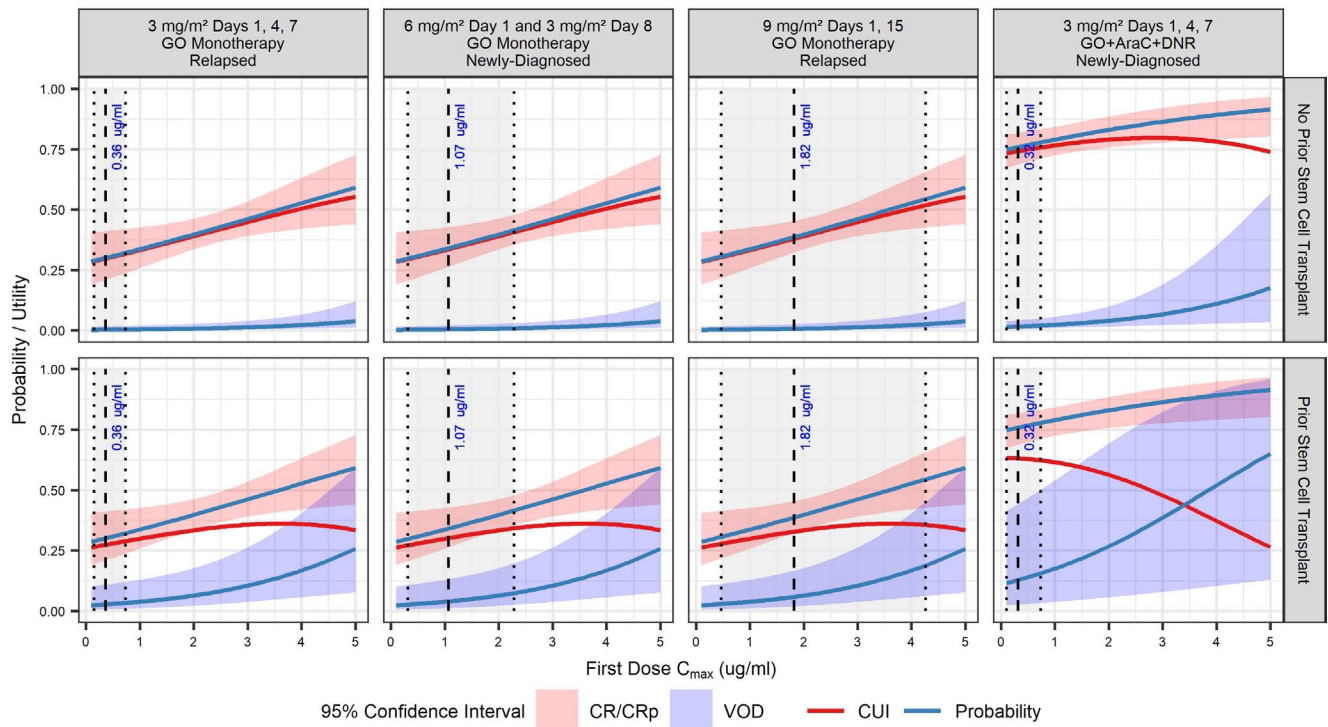 3 mg/m² Days 1, 4, 7
GO Monotherapy
Relapsed
6 mg/m² Day 1 and 3 mg/m² Day 8
GO Monotherapy
Newly-Diagnosed
9 mg/m² Days 1, 15
GO Monotherapy
Relapsed
3 mg/m² Days 1, 4, 7
GO+AraC+DNR
Newly-Diagnosed
Probability / Utility
1.00
0.75
0.50
0.25
0.00
0.36 ug/ml
1.07 ug/ml
1.82 ug/ml
0.32 ug/ml
No Prior Stem Cell Transplant
1.00
0.75
0.50
0.25
0.00
0.36 ug/ml
1.07 ug/ml
1.82 ug/ml
0.32 ug/ml
Prior Stem Cell Transplant
0 1 2 3 4 5
0 1 2 3 4 5
0 1 2 3 4 5
0 1 2 3 4 5
First Dose Cmax (ug/ml)
95% Confidence Interval CR/CRp VOD CUI Probability